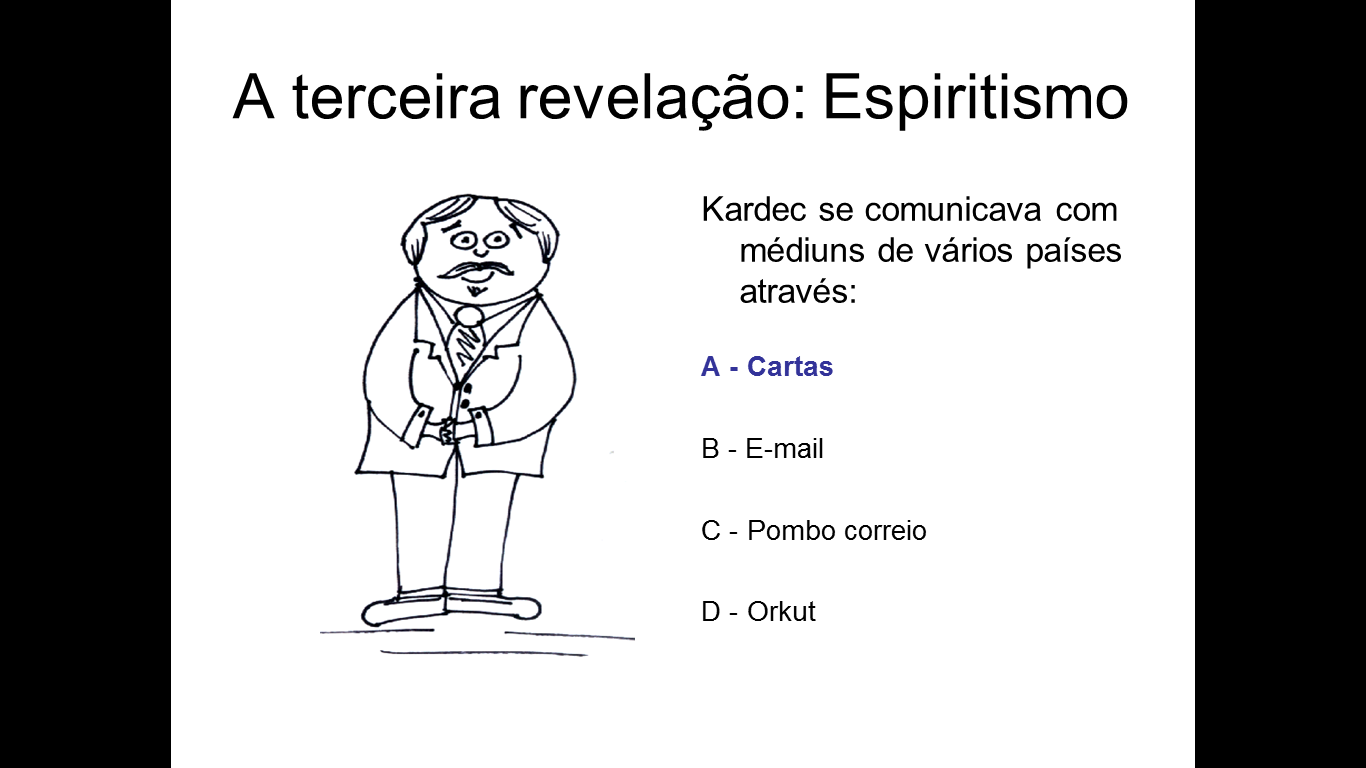 A terceira revelação: Espiritismo
Kardec se comunicava com
médiuns de vários países
através:
A - Cartas
B - E-mail
C - Pombo correio
D - Orkut